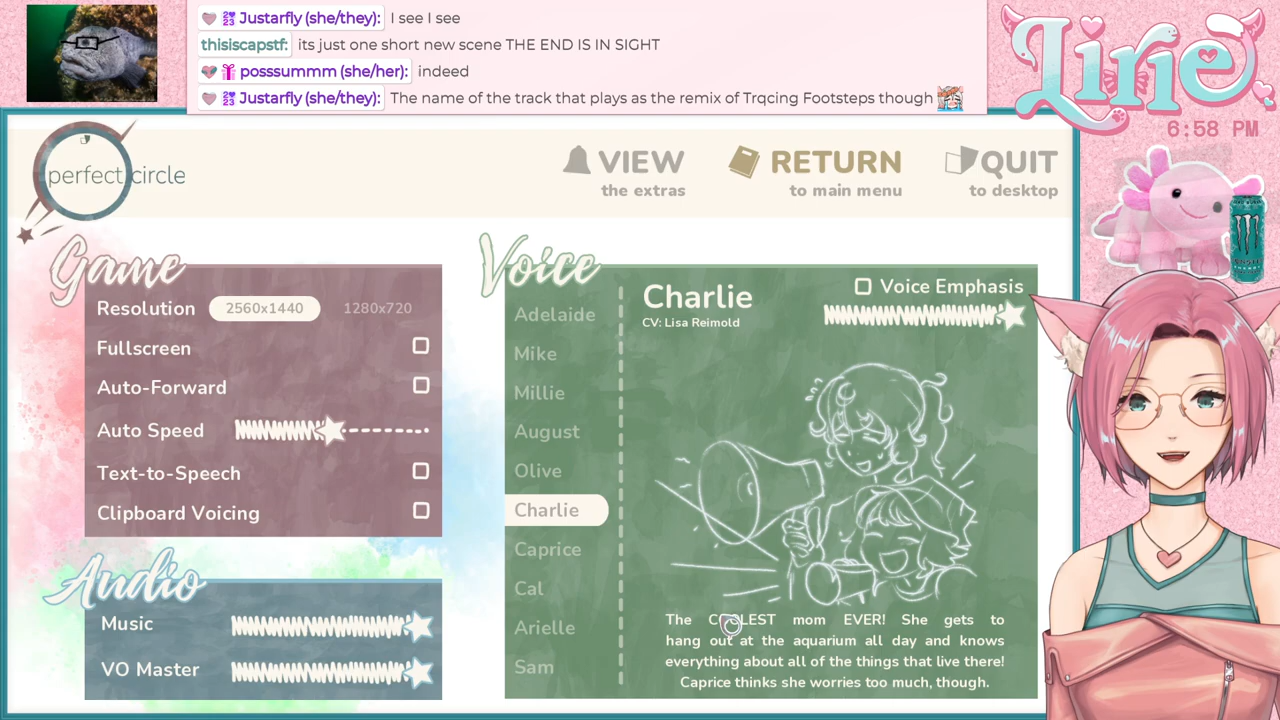 Justarfly (she/they): I see I see
thisiscapstf: its just one short new scene THE END IS IN SIGHT
posssummm (she/her): indeed
Justarfly (she/they): The name of the track that plays as the remix of Trqcing Footsteps though
Lirie
6:58 PM
perfect circle
VIEW
the extras
RETURN
to main menu
QUIT
to desktop
Game
Resolution 2560x1440 1280x720
Fullscreen
Auto-Forward
Auto Speed
Text-to-Speech
Clipboard Voicing
Audio
Music
VO Master
Voice
Adelaide
Mike
Millie
August
Olive
Charlie
Caprice
Cal
Arielle
Sam
Charlie
CV: Lisa Reimold
Voice Emphasis
The COOLEST mom EVER! She gets to
hang out at the aquarium all day and knows
everything about all of the things that live there!
Caprice thinks she worries too much, though.